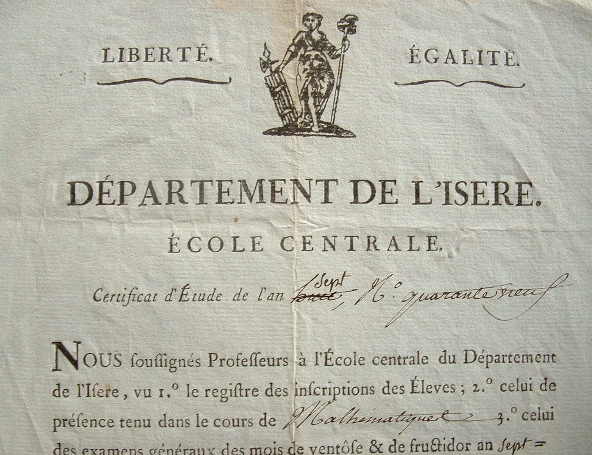 LIBERTÉ. ÉGALITÉ.
DÉPARTEMENT DE L'ISERE.
ÉCOLE CENTRALE.
Certificat d'Étude de l'an sept, N.º quarante neuf
NOUS souſſignés Profeſſeurs à l'École centrale du Département
de l'Iſere, vu 1.º le regiſtre des inſcriptions des Éleves ; 2.º celui de
préſence tenu dans le cours de Mathématiques 3.º celui
des examens généraux des mois de ventôſe & de fructidor an sept =